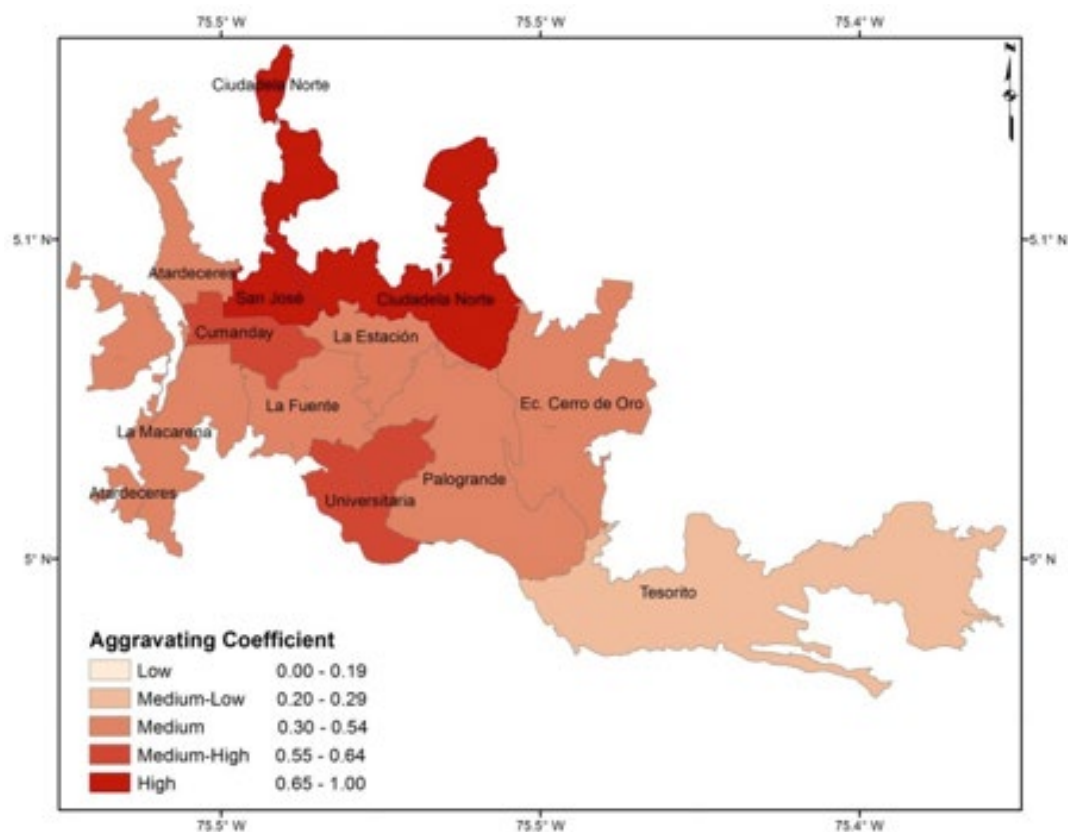 75.5° W 75.5° W 75.4° W
N
Ciudadela Norte
5.1° N 5.1° N
Atardeceres
San José Ciudadela Norte
Cumanday La Estación
La Fuente Ec. Cerro de Oro
La Macarena
Palogrande
Atardeceres Universitaria
5° N 5° N
Tesorito
Aggravating Coefficient
Low 0.00 - 0.19
Medium-Low 0.20 - 0.29
Medium 0.30 - 0.54
Medium-High 0.55 - 0.64
High 0.65 - 1.00
75.5° W 75.5° W 75.4° W